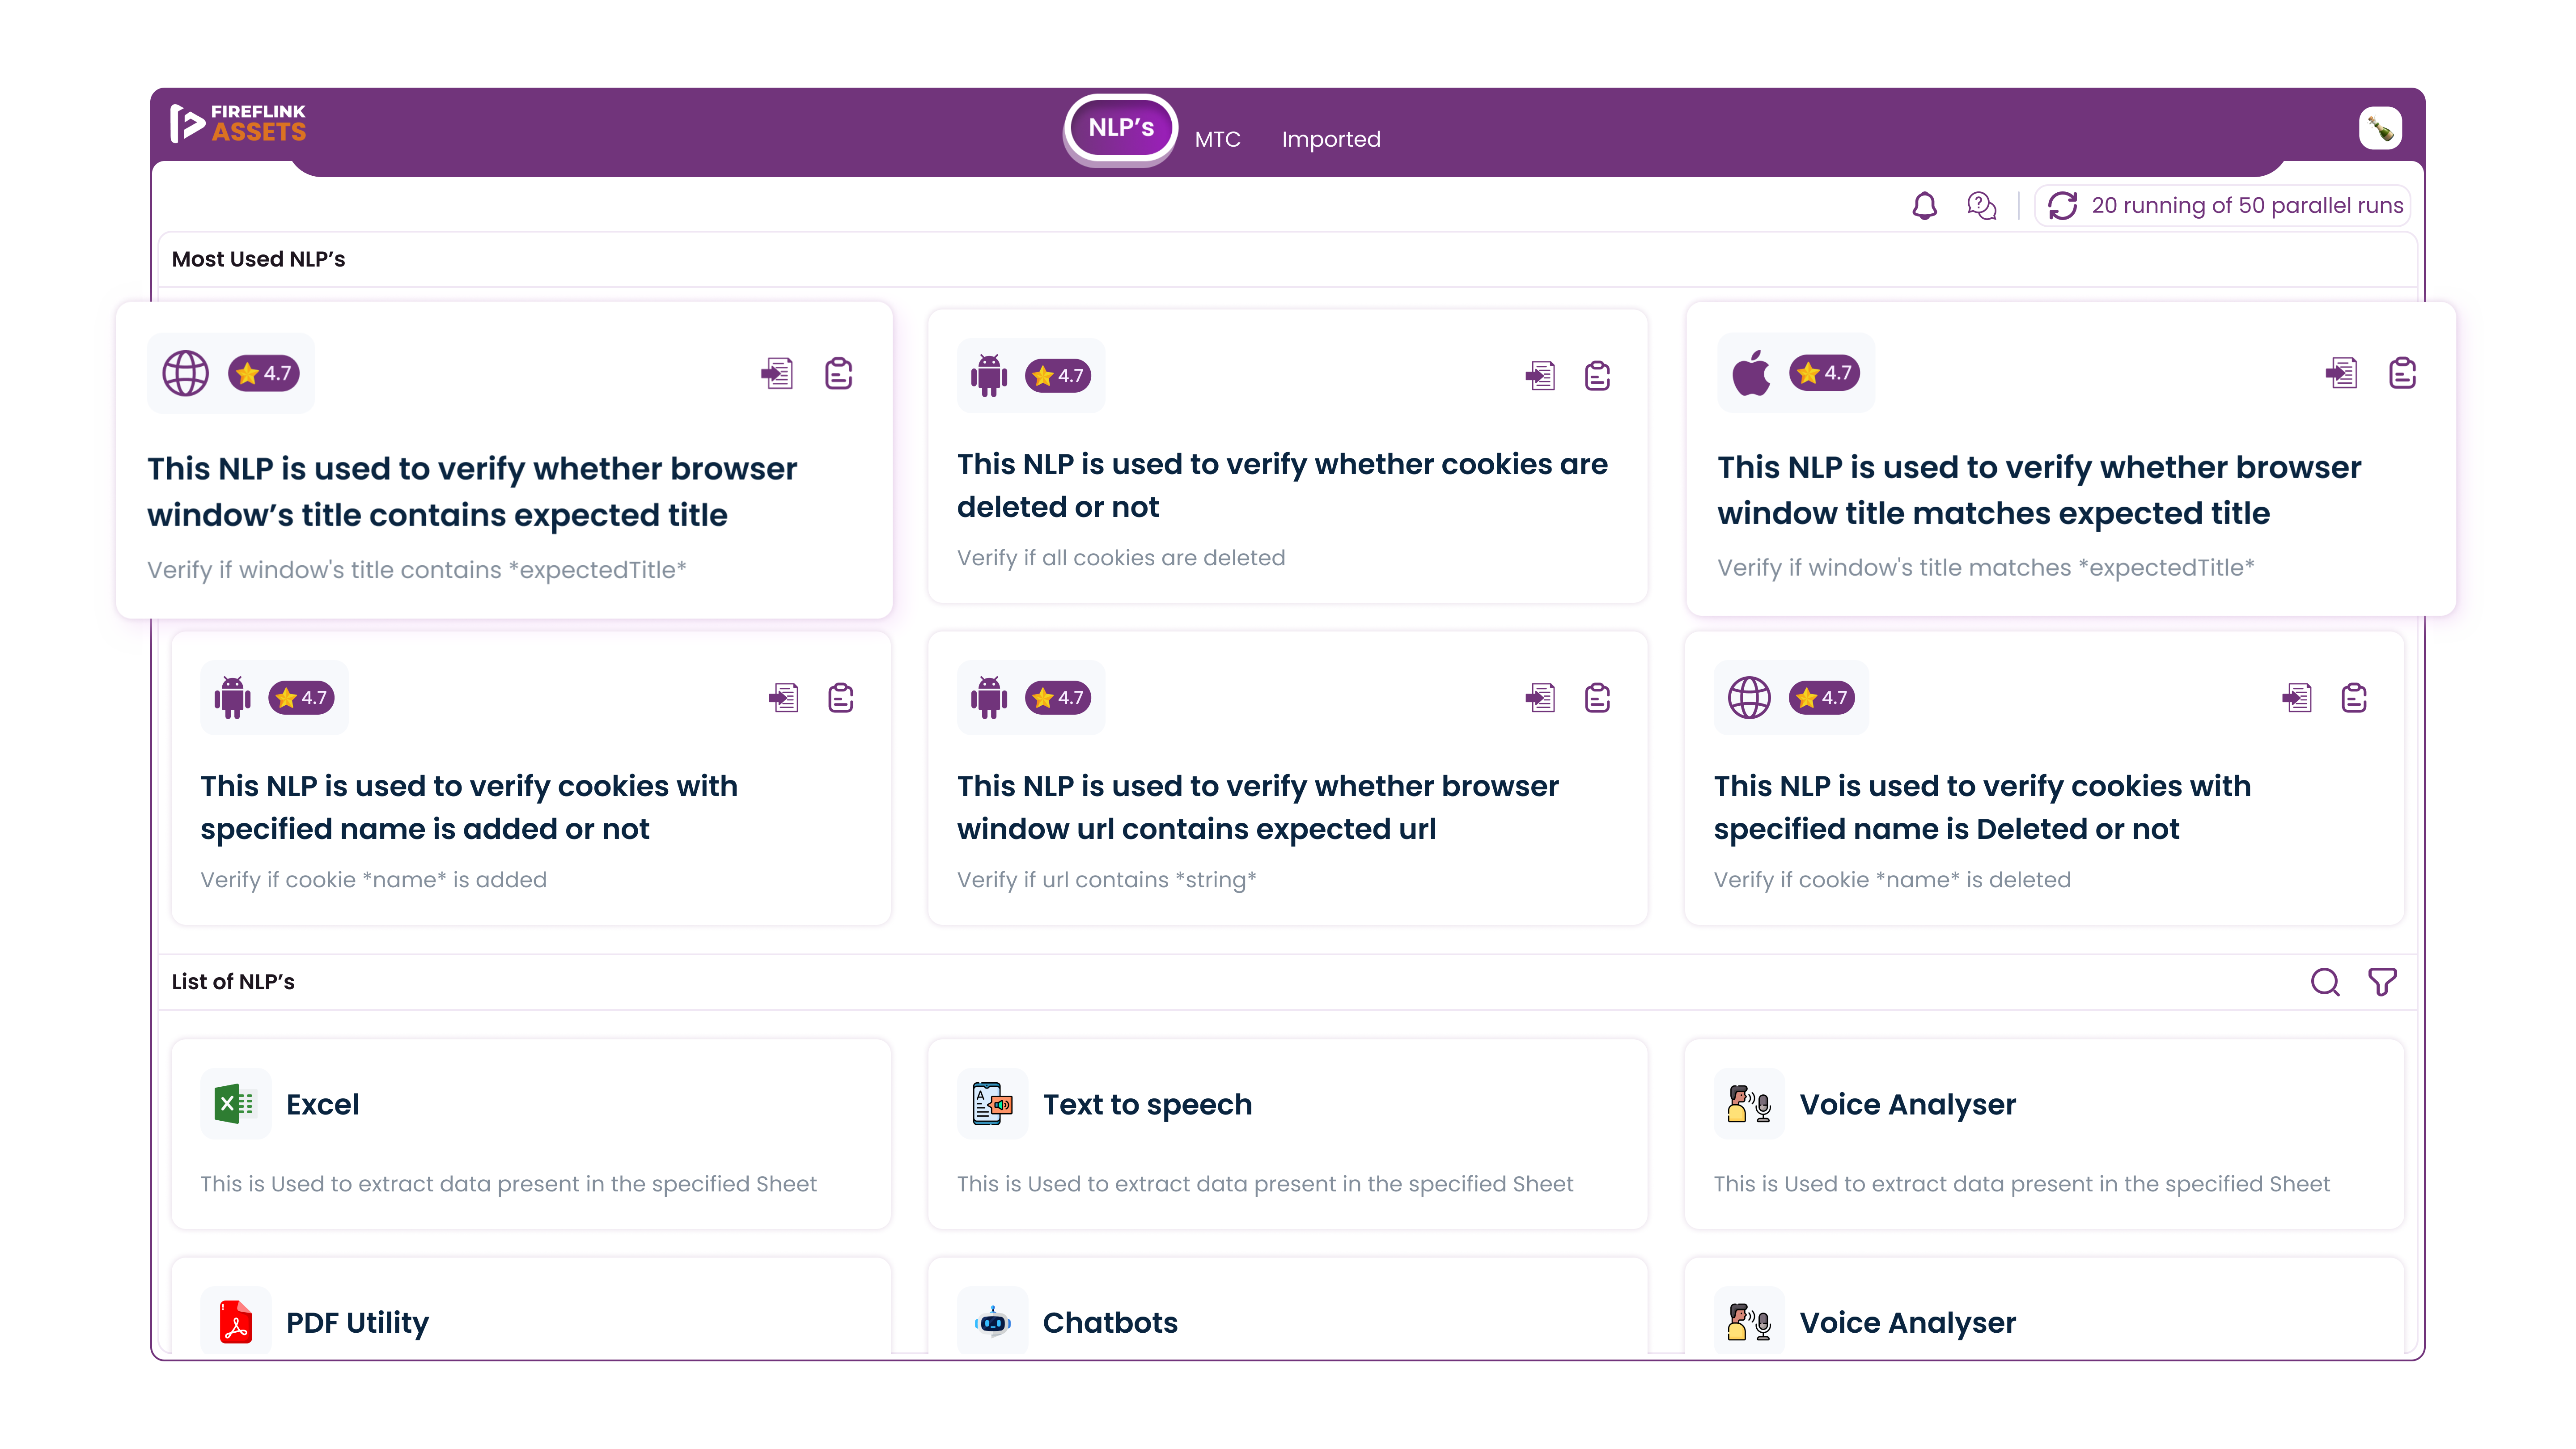 FIREFLINK
ASSETS
NLP’s
MTC
Imported
20 running of 50 parallel runs
Most Used NLP’s
4.7
This NLP is used to verify whether browser
window’s title contains expected title
Verify if window's title contains *expectedTitle*
4.7
This NLP is used to verify whether cookies are
deleted or not
Verify if all cookies are deleted
4.7
This NLP is used to verify whether browser
window title matches expected title
Verify if window's title matches *expectedTitle*
4.7
This NLP is used to verify cookies with
specified name is added or not
Verify if cookie *name* is added
4.7
This NLP is used to verify whether browser
window url contains expected url
Verify if url contains *string*
4.7
This NLP is used to verify cookies with
specified name is Deleted or not
Verify if cookie *name* is deleted
List of NLP’s
Excel
This is Used to extract data present in the specified Sheet
Text to speech
This is Used to extract data present in the specified Sheet
Voice Analyser
This is Used to extract data present in the specified Sheet
PDF Utility
Chatbots
Voice Analyser